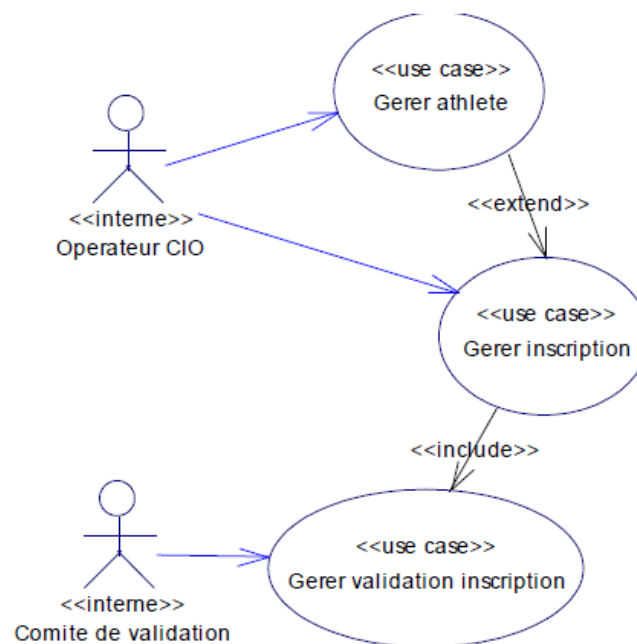 <<use case>>
Gerer athlete
<<interne>>
Operateur CIO
<<extend>>
<<use case>>
Gerer inscription
<<include>>
<<use case>>
Gerer validation inscription
<<interne>>
Comite de validation